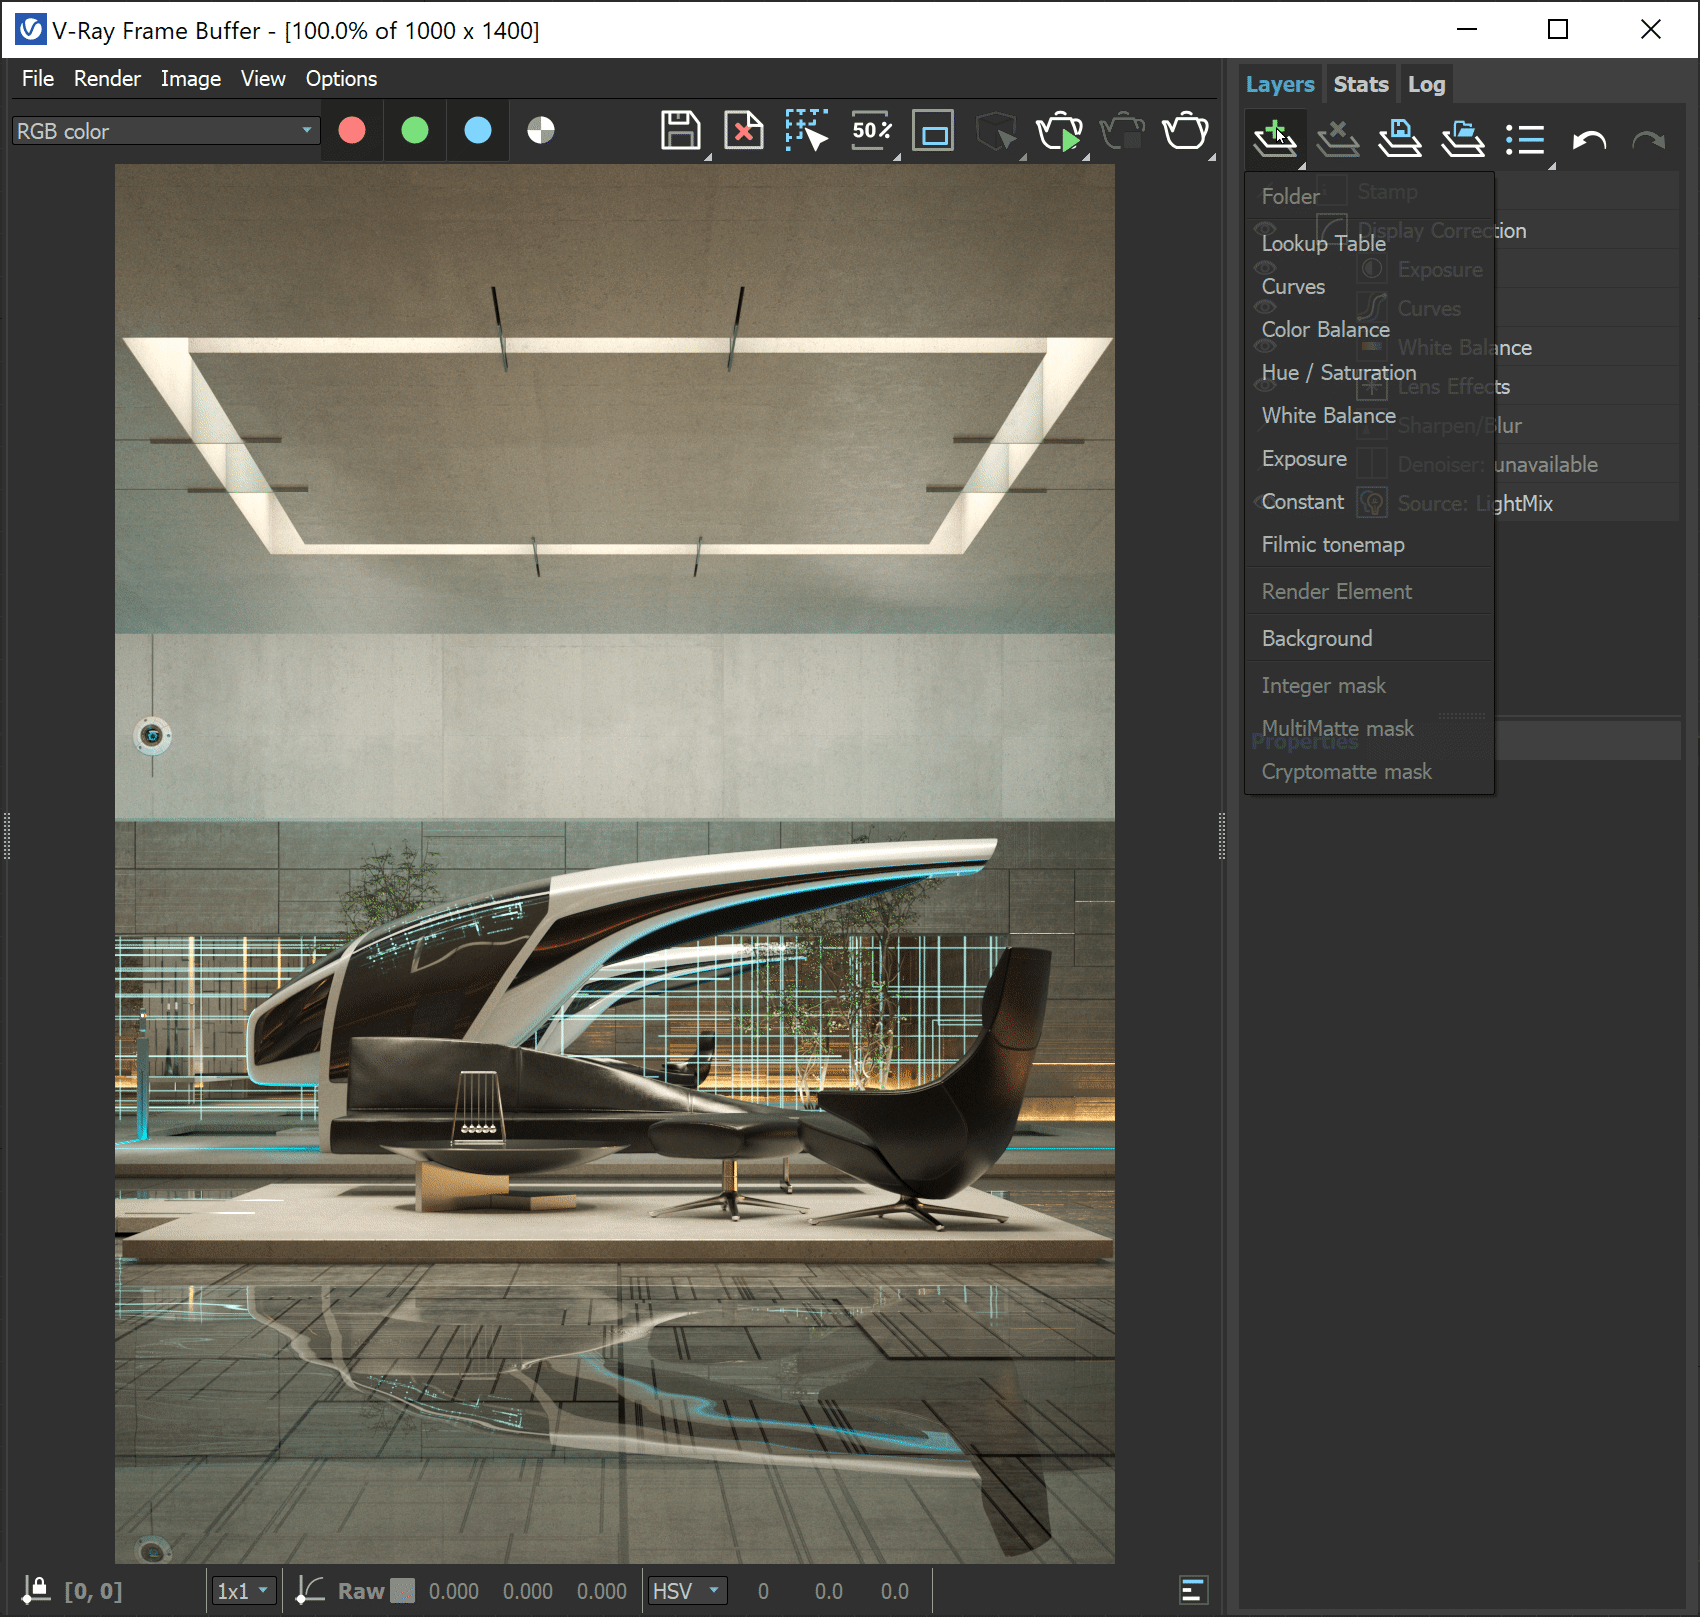 V-Ray Frame Buffer - [100.0% of 1000 x 1400]
File Render Image View Options
RGB color
50%
Layers Stats Log
Folder
Lookup Table
Curves
Color Balance
Hue / Saturation
White Balance
Exposure
Constant
Filmic tonemap
Render Element
Background
Integer mask
MultiMatte mask
Cryptomatte mask
Stamp
Display Correction
Exposure
Curves
White Balance
Lens Effects
Sharpen/Blur
Denoiser: unavailable
Source: LightMix
Properties
[0, 0] 1x1 Raw 0.000 0.000 0.000 HSV 0 0.0 0.0